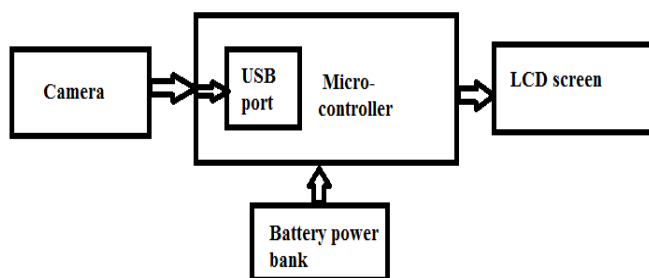 Camera
USB
port
Micro-
controller
LCD screen
Battery power
bank